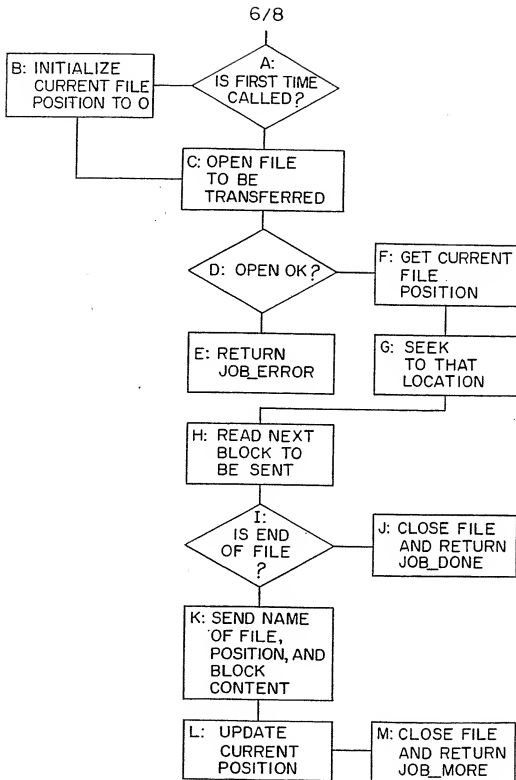 6/8
A:
IS FIRST TIME
CALLED?
B: INITIALIZE
CURRENT FILE
POSITION TO 0
C: OPEN FILE
TO BE
TRANSFERRED
D: OPEN OK?
F: GET CURRENT
FILE
POSITION
E: RETURN
JOB_ERROR
G: SEEK
TO THAT
LOCATION
H: READ NEXT
BLOCK TO
BE SENT
I:
IS END
OF FILE
?
J: CLOSE FILE
AND RETURN
JOB_DONE
K: SEND NAME
OF FILE,
POSITION, AND
BLOCK
CONTENT
L: UPDATE
CURRENT
POSITION
M: CLOSE FILE
AND RETURN
JOB_MORE